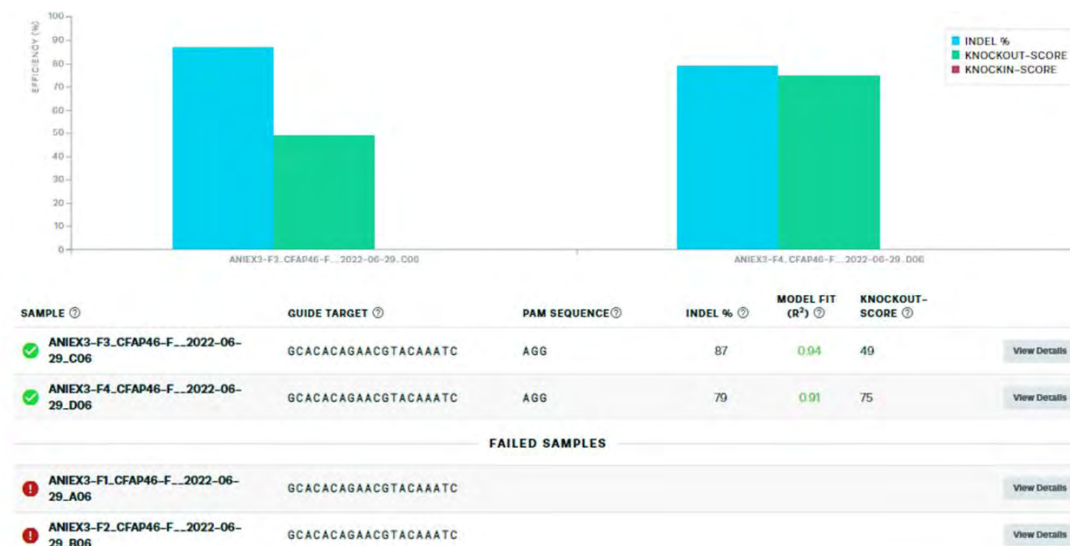 100
90
80
70
60
50
40
30
20
10
0
EFFICIENCY (%)
INDEL %
KNOCKOUT-SCORE
KNOCKIN-SCORE
ANIEX3-F3_CFAP46-F__2022-06-29_C06
ANIEX3-F4_CFAP46-F__2022-06-29_D06
SAMPLE GUIDE TARGET PAM SEQUENCE INDEL % MODEL FIT (R²) KNOCKOUT-SCORE
ANIEX3-F3_CFAP46-F__2022-06-
29_C06
GCACACAGAACGTACAAATC AGG 87 0.94 49 View Details
ANIEX3-F4_CFAP46-F__2022-06-
29_D06
GCACACAGAACGTACAAATC AGG 79 0.91 75 View Details
FAILED SAMPLES
ANIEX3-F1_CFAP46-F__2022-06-
29_A06
GCACACAGAACGTACAAATC View Details
ANIEX3-F2_CFAP46-F__2022-06-
29_B06
GCACACAGAACGTACAAATC View Details